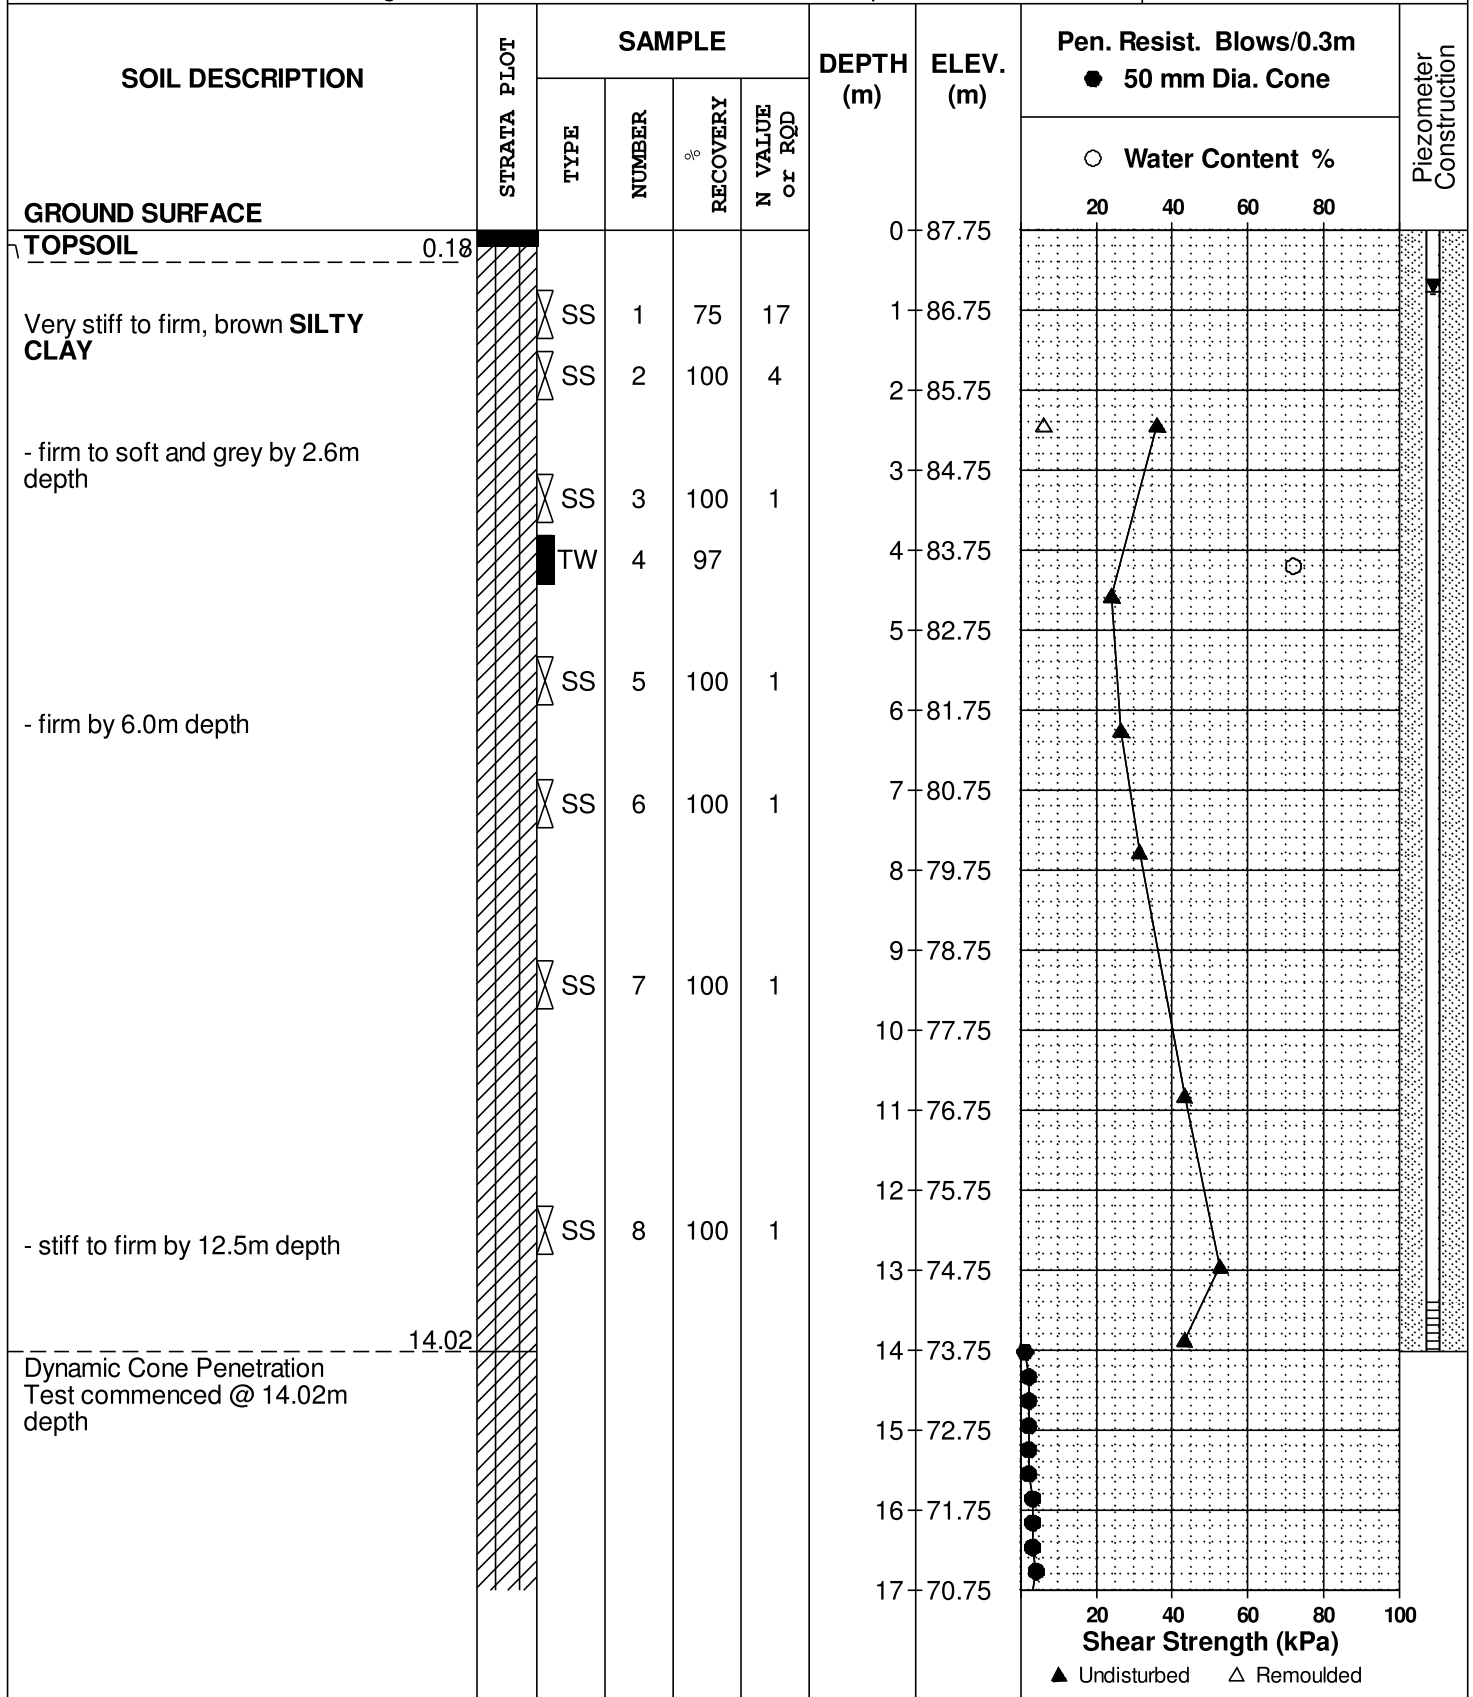 SOIL DESCRIPTION
GROUND SURFACE
STRATA PLOT
SAMPLE
TYPE
NUMBER
%
RECOVERY
N VALUE
or RQD
DEPTH
(m)
ELEV.
(m)
Pen. Resist. Blows/0.3m
50 mm Dia. Cone
Water Content %
20 40 60 80
Piezometer
Construction
TOPSOIL 0.18
0 87.75
Very stiff to firm, brown SILTY
CLAY
SS 1 75 17
1 86.75
SS 2 100 4
2 85.75
- firm to soft and grey by 2.6m
depth
3 84.75
SS 3 100 1
TW 4 97
4 83.75
5 82.75
SS 5 100 1
- firm by 6.0m depth
6 81.75
7 80.75
SS 6 100 1
8 79.75
9 78.75
SS 7 100 1
10 77.75
11 76.75
12 75.75
SS 8 100 1
- stiff to firm by 12.5m depth
13 74.75
14.02
14 73.75
Dynamic Cone Penetration
Test commenced @ 14.02m
depth
15 72.75
16 71.75
17 70.75
20 40 60 80 100
Shear Strength (kPa)
Undisturbed Remoulded